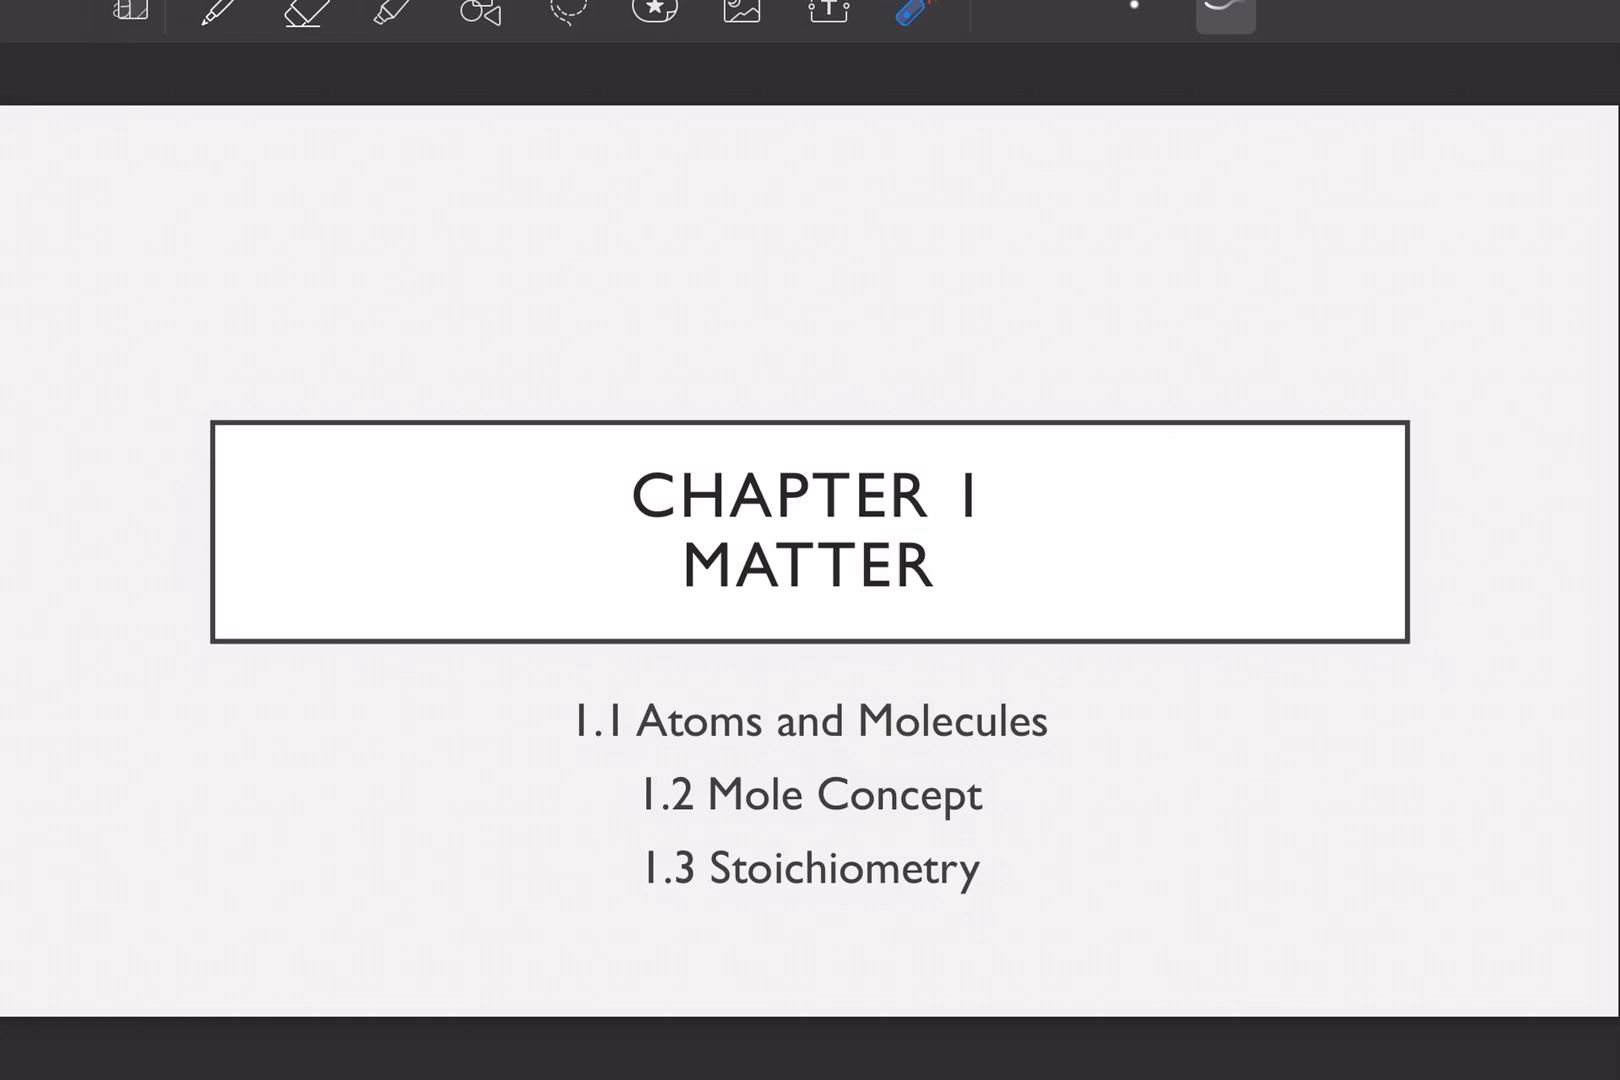 CHAPTER 1
MATTER
1.1 Atoms and Molecules
1.2 Mole Concept
1.3 Stoichiometry